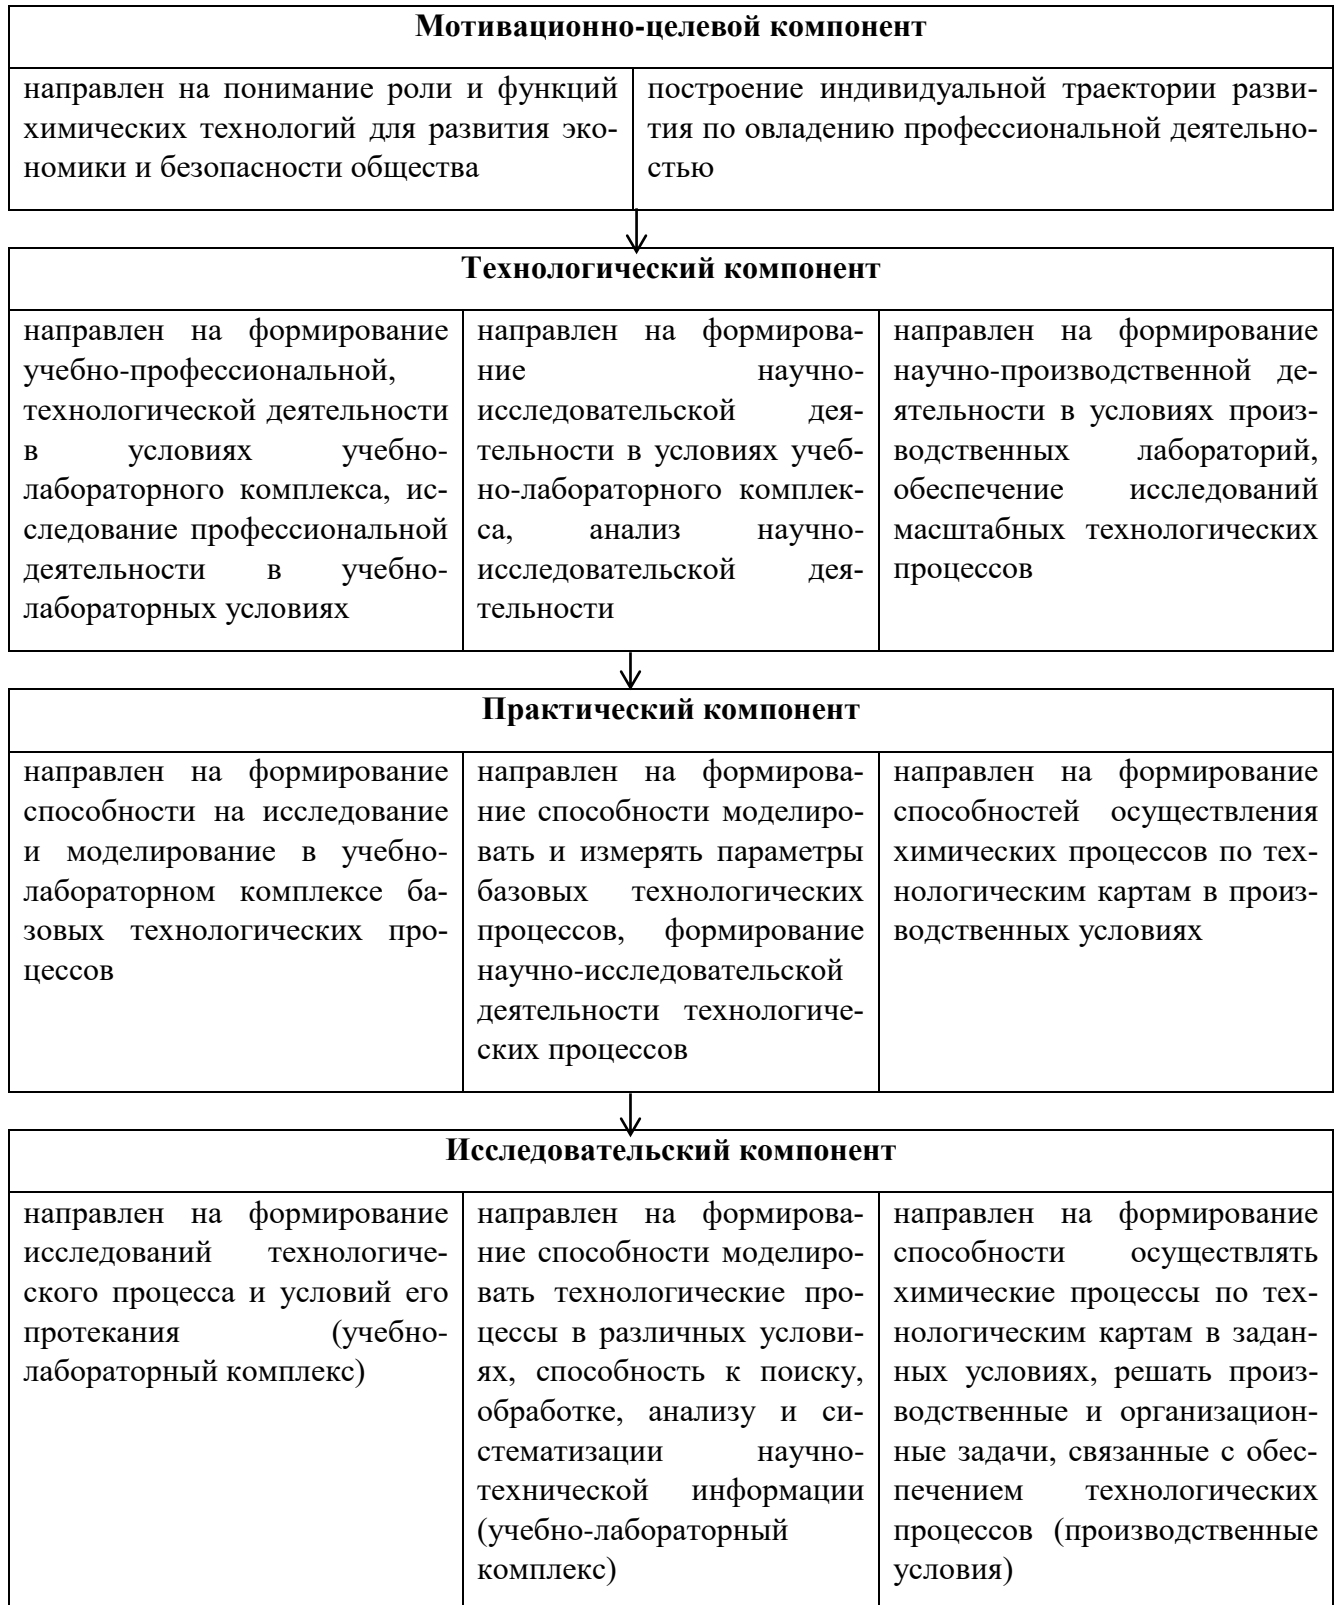 Мотивационно-целевой компонент
направлен на понимание роли и функций
химических технологий для развития эко-
номики и безопасности общества
построение индивидуальной траектории разви-
тия по овладению профессиональной деятельно-
стью
Технологический компонент
направлен на формирование
учебно-профессиональной,
технологической деятельности
в условиях учебно-
лабораторного комплекса, ис-
следование профессиональной
деятельности в учебно-
лабораторных условиях
направлен на формирова-
ние научно-
исследовательской дея-
тельности в условиях учеб-
но-лабораторного комплек-
са, анализ научно-
исследовательской дея-
тельности
направлен на формирование
научно-производственной де-
ятельности в условиях произ-
водственных лабораторий,
обеспечение исследований
масштабных технологических
процессов
Практический компонент
направлен на формирование
способности на исследование
и моделирование в учебно-
лабораторном комплексе ба-
зовых технологических про-
цессов
направлен на формирова-
ние способности моделиро-
вать и измерять параметры
базовых технологических
процессов, формирование
научно-исследовательской
деятельности технологиче-
ских процессов
направлен на формирование
способностей осуществления
химических процессов по тех-
нологическим картам в произ-
водственных условиях
Исследовательский компонент
направлен на формирование
исследований технологиче-
ского процесса и условий его
протекания (учебно-
лабораторный комплекс)
направлен на формирова-
ние способности моделиро-
вать технологические про-
цессы в различных услови-
ях, способность к поиску,
обработке, анализу и си-
стематизации научно-
технической информации
(учебно-лабораторный
комплекс)
направлен на формирование
способности осуществлять
химические процессы по тех-
нологическим картам в задан-
ных условиях, решать произ-
водственные и организацион-
ные задачи, связанные с обес-
печением технологических
процессов (производственные
условия)